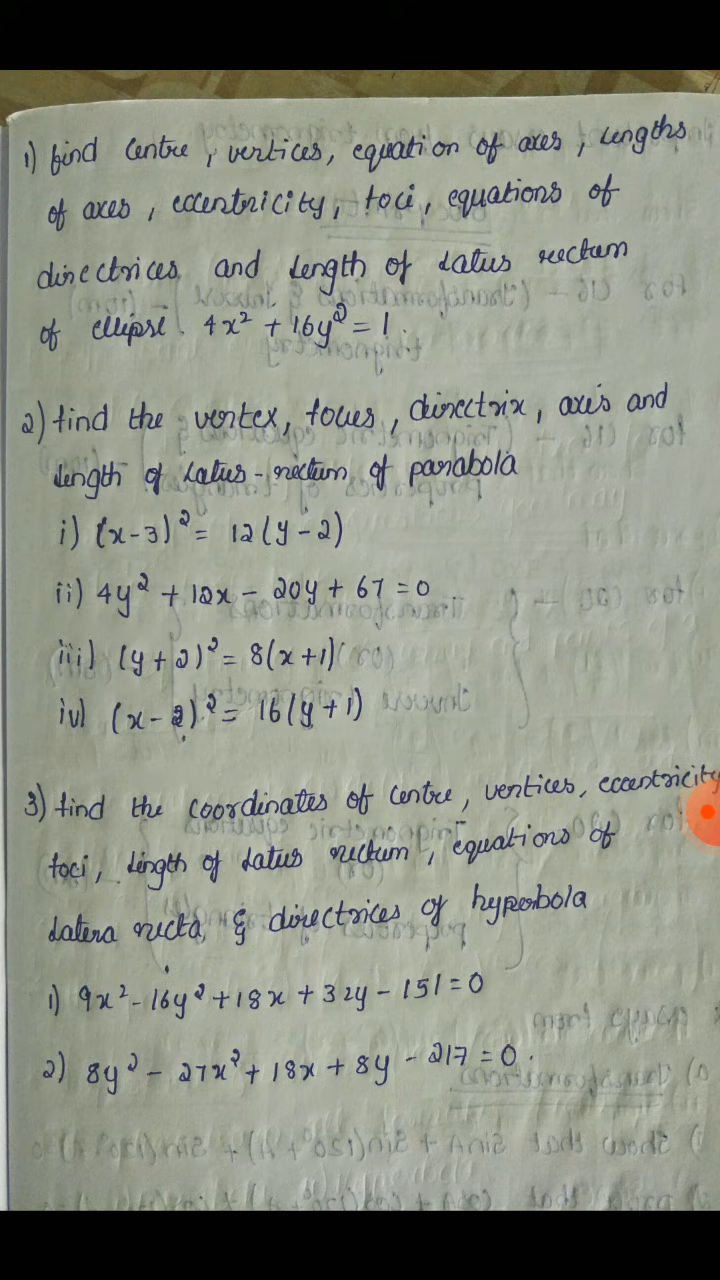 1) find centre, vertices, equation of axes, lengths
of axes, eccentricity, foci, equations of
directrices and length of latus rectum
of ellipse. 4x² + 16y² = 1.
2) find the vertex, focus, directrix, axis and
length of latus-rectum of parabola
i) (x-3)² = 12(y-2)
ii) 4y² + 12x - 20y + 67 = 0
iii) (y+2)² = 8(x+1)
iv) (x-2)² = 16(y+1)
3) find the coordinates of centre, vertices, eccentricity
foci, length of latus rectum, equations of
latera recta, & directrices of hyperbola
1) 9x² - 16y² + 18x + 32y - 151 = 0
2) 8y² - 27x² + 18x + 8y - 217 = 0.